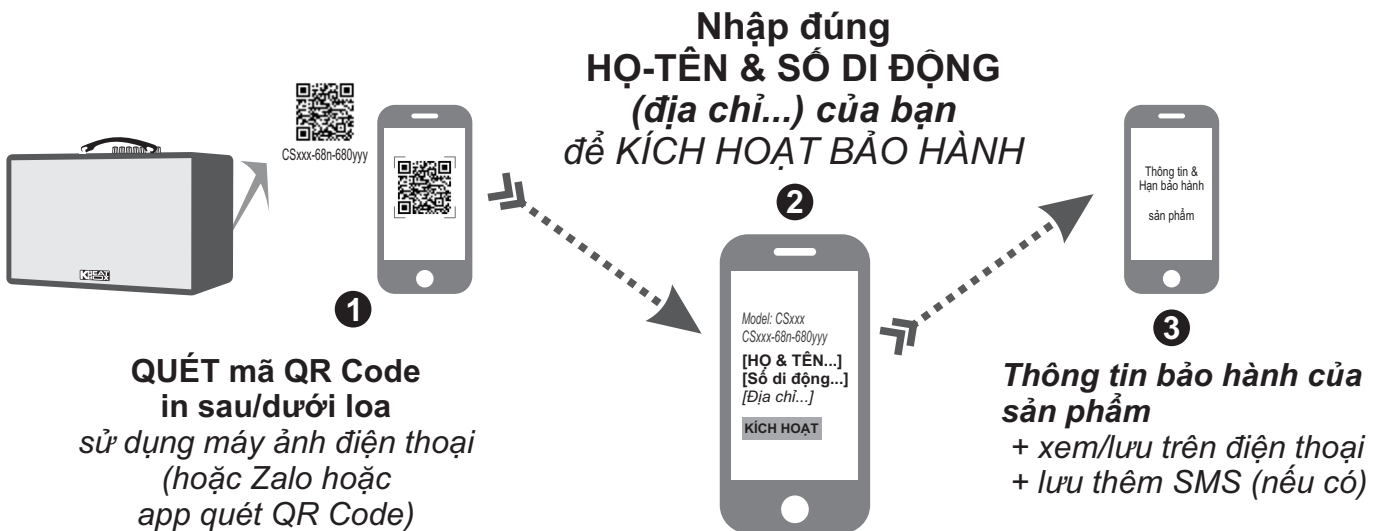 CSxxx-68n-680yyy
1
QUÉT mã QR Code
in sau/dưới loa
sử dụng máy ảnh điện thoại
(hoặc Zalo hoặc
app quét QR Code)
Nhập đúng
HỌ-TÊN & SỐ DI ĐỘNG
(địa chỉ...) của bạn
để KÍCH HOẠT BẢO HÀNH
2
Model: CSxxx
CSxxx-68n-680yyy
[HỌ & TÊN...]
[Số di động...]
[Địa chỉ...]
KÍCH HOẠT
Thông tin &
Hạn bảo hành
sản phẩm
3
Thông tin bảo hành của
sản phẩm
+ xem/lưu trên điện thoại
+ lưu thêm SMS (nếu có)